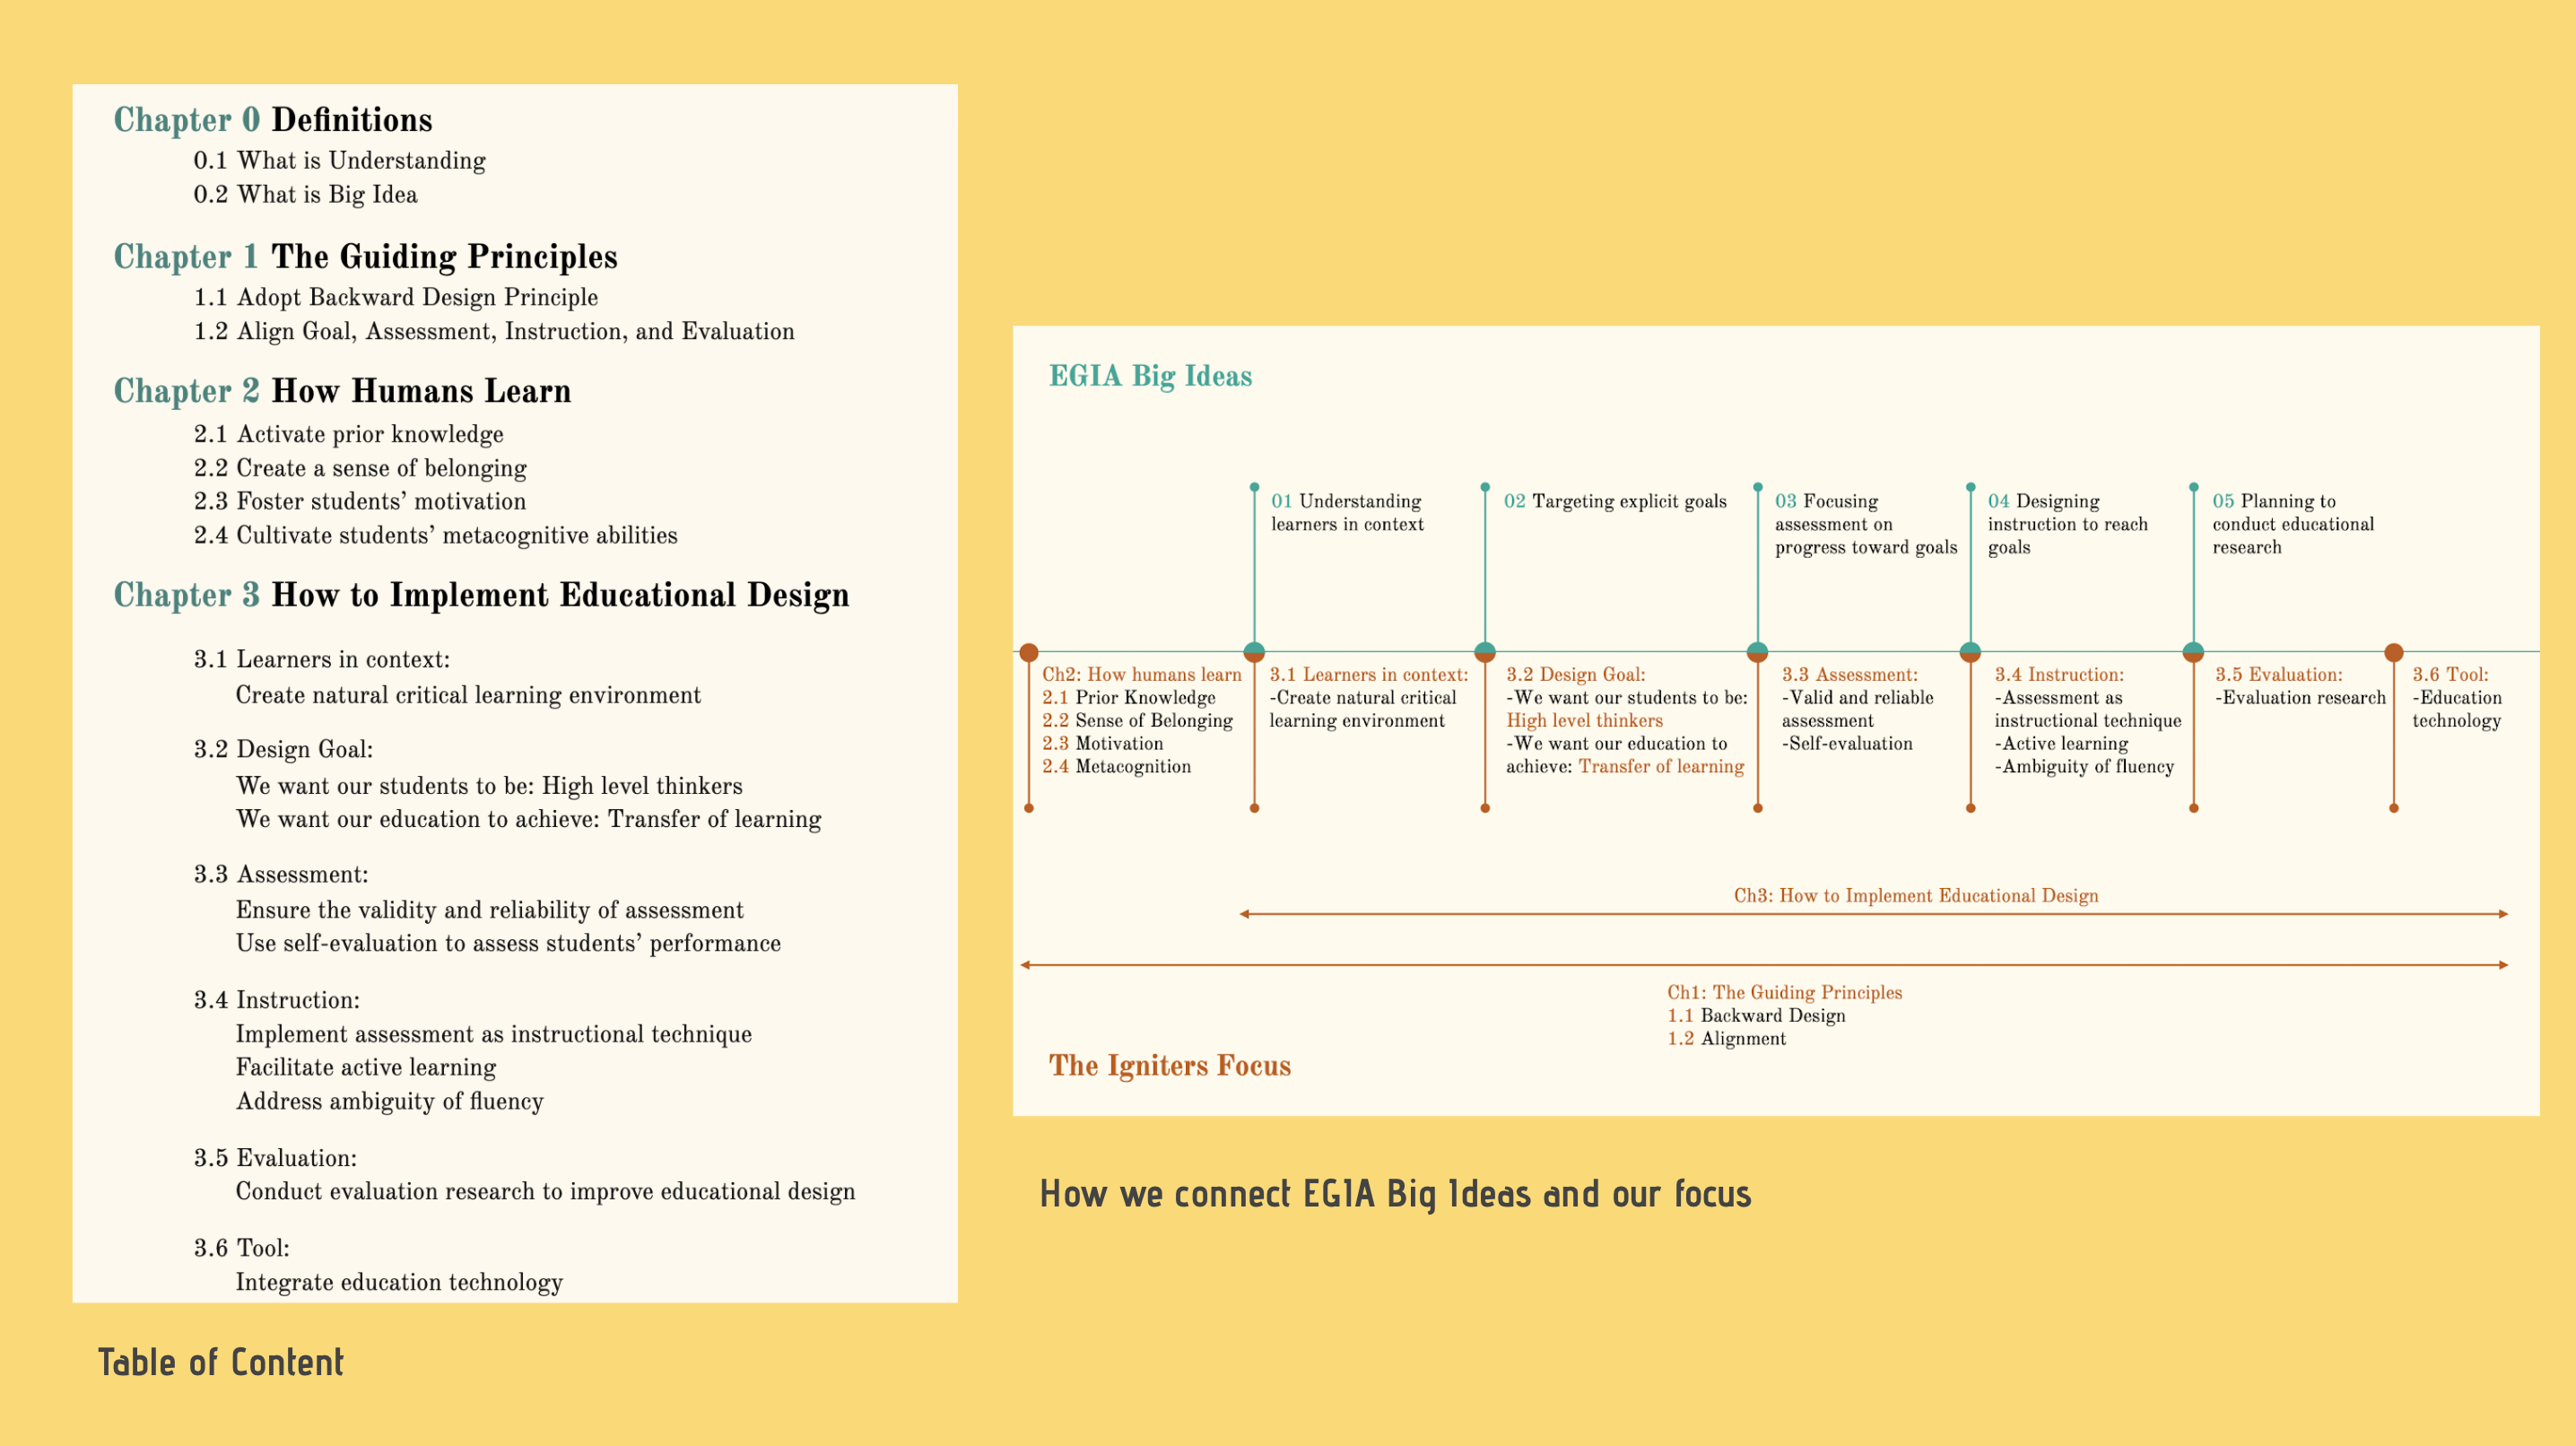 Chapter 0 Definitions
0.1 What is Understanding
0.2 What is Big Idea
Chapter 1 The Guiding Principles
1.1 Adopt Backward Design Principle
1.2 Align Goal, Assessment, Instruction, and Evaluation
Chapter 2 How Humans Learn
2.1 Activate prior knowledge
2.2 Create a sense of belonging
2.3 Foster students’ motivation
2.4 Cultivate students’ metacognitive abilities
Chapter 3 How to Implement Educational Design
3.1 Learners in context:
Create natural critical learning environment
3.2 Design Goal:
We want our students to be: High level thinkers
We want our education to achieve: Transfer of learning
3.3 Assessment:
Ensure the validity and reliability of assessment
Use self-evaluation to assess students’ performance
3.4 Instruction:
Implement assessment as instructional technique
Facilitate active learning
Address ambiguity of fluency
3.5 Evaluation:
Conduct evaluation research to improve educational design
3.6 Tool:
Integrate education technology
Table of Content
EGIA Big Ideas
01 Understanding
learners in context
02 Targeting explicit goals
03 Focusing
assessment on
progress toward goals
04 Designing
instruction to reach
goals
05 Planning to
conduct educational
research
Ch2: How humans learn
2.1 Prior Knowledge
2.2 Sense of Belonging
2.3 Motivation
2.4 Metacognition
3.1 Learners in context:
-Create natural critical
learning environment
3.2 Design Goal:
-We want our students to be:
High level thinkers
-We want our education to
achieve: Transfer of learning
3.3 Assessment:
-Valid and reliable
assessment
-Self-evaluation
3.4 Instruction:
-Assessment as
instructional technique
-Active learning
-Ambiguity of fluency
3.5 Evaluation:
-Evaluation research
3.6 Tool:
-Education
technology
Ch3: How to Implement Educational Design
Ch1: The Guiding Principles
1.1 Backward Design
1.2 Alignment
The Igniters Focus
How we connect EGIA Big Ideas and our focus